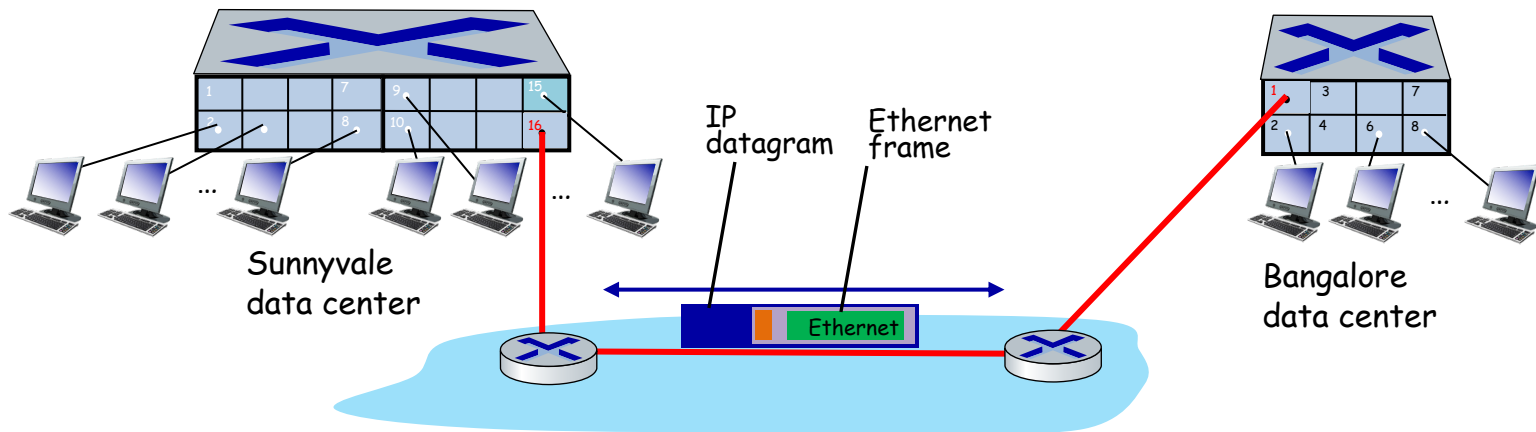 1 7 9 15
2 8 10 16
1 3 7
2 4 6 8
IP
datagram
Ethernet
frame
...
...
...
Sunnyvale
data center
Ethernet
Bangalore
data center